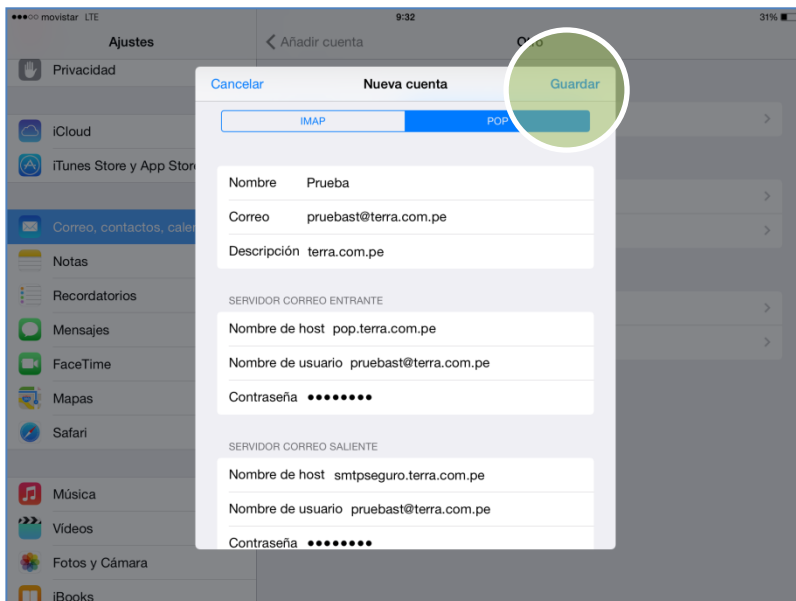 movistar LTE 9:32 31%
Ajustes
Añadir cuenta
Otro
Privacidad
iCloud
iTunes Store y App Stor
Correo, contactos, cale
Notas
Recordatorios
Mensajes
FaceTime
Mapas
Safari
Música
Vídeos
Fotos y Cámara
iBooks
Cancelar Nueva cuenta Guardar
IMAP POP
Nombre Prueba
Correo pruebast@terra.com.pe
Descripción terra.com.pe
SERVIDOR CORREO ENTRANTE
Nombre de host pop.terra.com.pe
Nombre de usuario pruebast@terra.com.pe
Contraseña ●●●●●●●●
SERVIDOR CORREO SALIENTE
Nombre de host smtpseguro.terra.com.pe
Nombre de usuario pruebast@terra.com.pe
Contraseña ●●●●●●●●